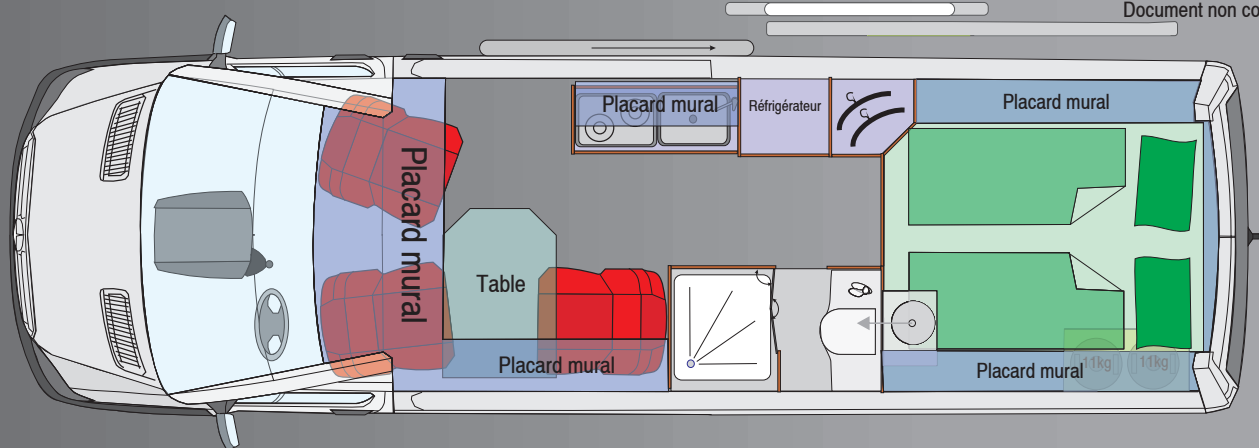 Document non co
Placard mural
Réfrigérateur
Placard mural
Placard mural
Table
Placard mural
Placard mural
11kg
11kg